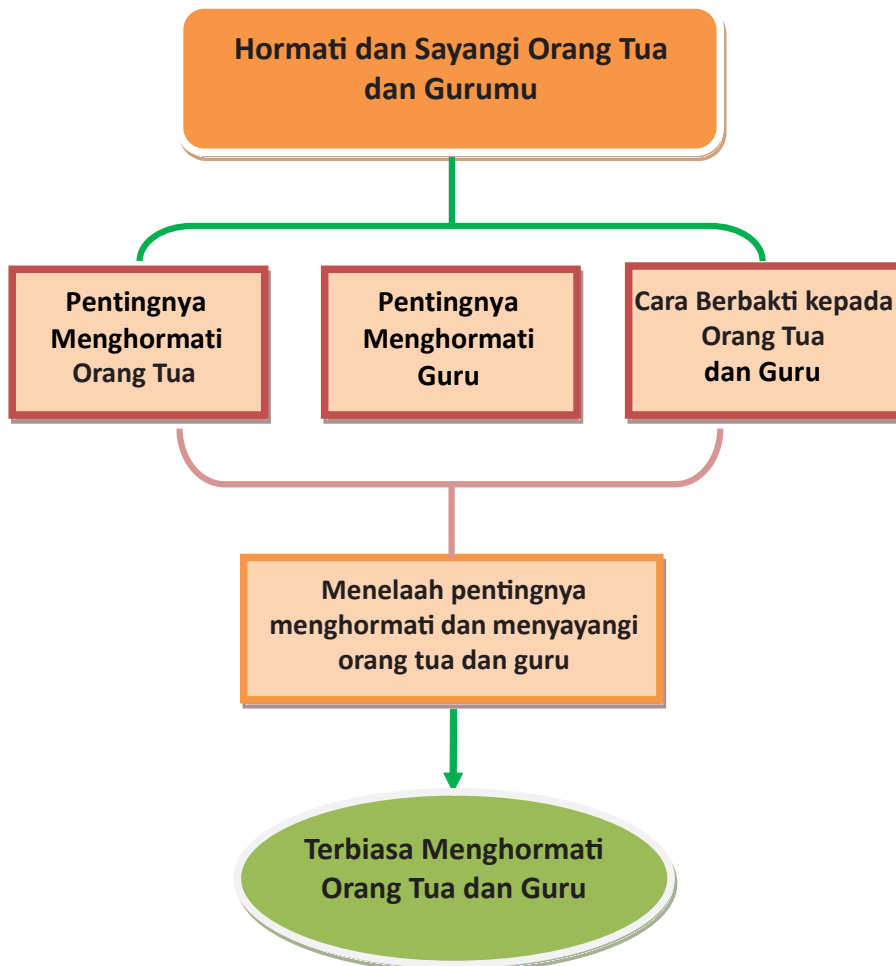 Hormati dan Sayangi Orang Tua
dan Gurumu
Pentingnya
Menghormati
Orang Tua
Pentingnya
Menghormati
Guru
Cara Berbakti kepada
Orang Tua
dan Guru
Menelaah pentingnya
menghormati dan menyayangi
orang tua dan guru
Terbiasa Menghormati
Orang Tua dan Guru